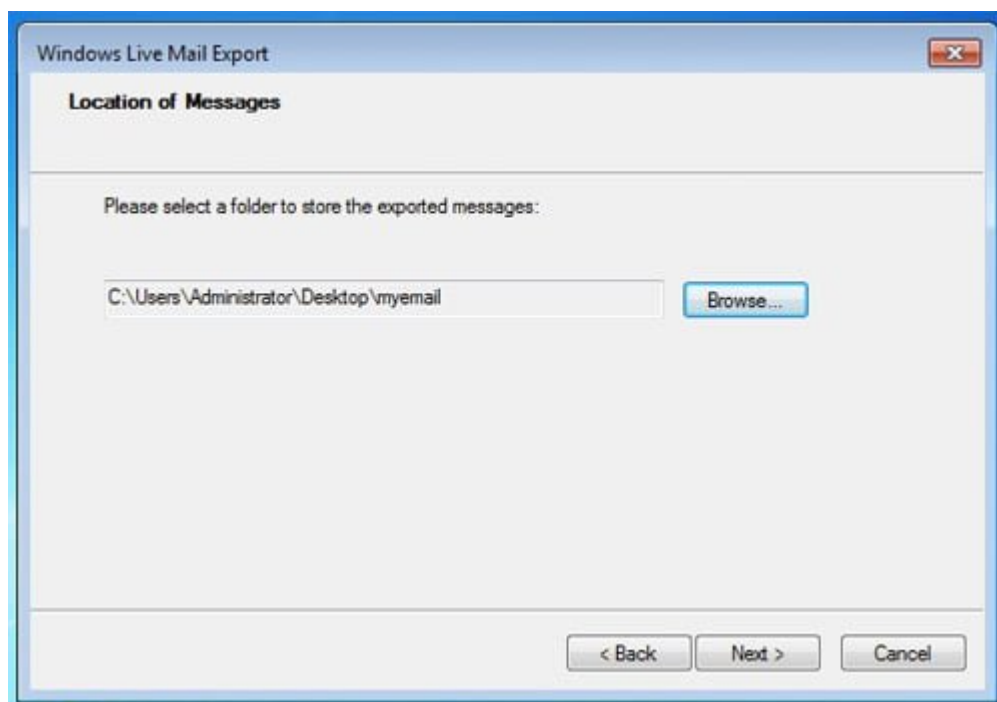 Windows Live Mail Export
Location of Messages
Please select a folder to store the exported messages:
C:\Users\Administrator\Desktop\myemail
Browse...
< Back
Next >
Cancel